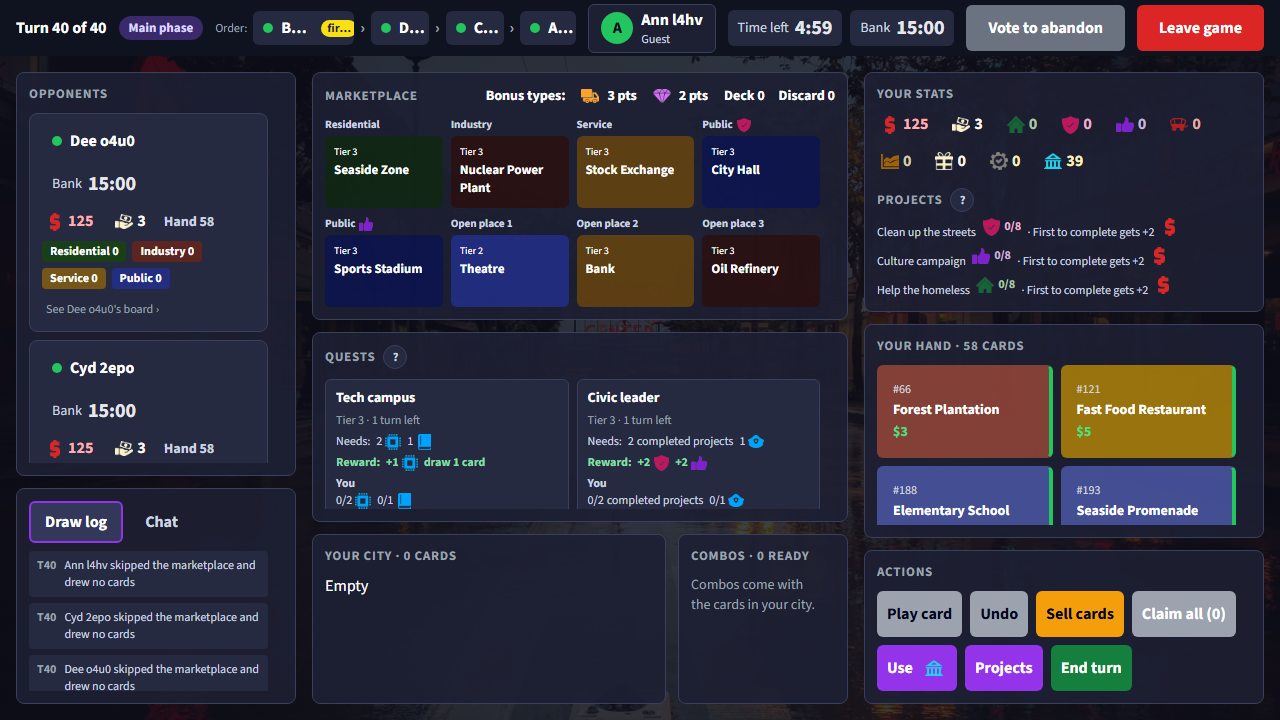 Turn 40 of 40
Main phase
Order:
B...
fir...
›
D...
›
C...
›
A...
A
Ann l4hv
Guest
Time left 4:59
Bank 15:00
Vote to abandon
Leave game
OPPONENTS
Dee o4u0
Bank 15:00
125
3
Hand 58
Residential 0
Industry 0
Service 0
Public 0
See Dee o4u0's board ›
Cyd 2epo
Bank 15:00
125
3
Hand 58
Draw log
Chat
T40 Ann l4hv skipped the marketplace and
drew no cards
T40 Cyd 2epo skipped the marketplace and
drew no cards
T40 Dee o4u0 skipped the marketplace and
drew no cards
MARKETPLACE
Bonus types:
3 pts
2 pts
Deck 0
Discard 0
Residential
Industry
Service
Public
Tier 3
Seaside Zone
Tier 3
Nuclear Power
Plant
Tier 3
Stock Exchange
Tier 3
City Hall
Public
Open place 1
Open place 2
Open place 3
Tier 3
Sports Stadium
Tier 2
Theatre
Tier 3
Bank
Tier 3
Oil Refinery
QUESTS
?
Tech campus
Tier 3 · 1 turn left
Needs: 2 1
Reward: +1 draw 1 card
You
0/2 0/1
Civic leader
Tier 3 · 1 turn left
Needs: 2 completed projects 1
Reward: +2 +2
You
0/2 completed projects 0/1
YOUR CITY · 0 CARDS
Empty
COMBOS · 0 READY
Combos come with
the cards in your city.
YOUR STATS
125
3
0
0
0
0
0
0
0
39
PROJECTS
?
Clean up the streets 0/8 · First to complete gets +2
Culture campaign 0/8 · First to complete gets +2
Help the homeless 0/8 · First to complete gets +2
YOUR HAND · 58 CARDS
#66
Forest Plantation
$3
#121
Fast Food Restaurant
$5
#188
Elementary School
#193
Seaside Promenade
ACTIONS
Play card
Undo
Sell cards
Claim all (0)
Use
Projects
End turn